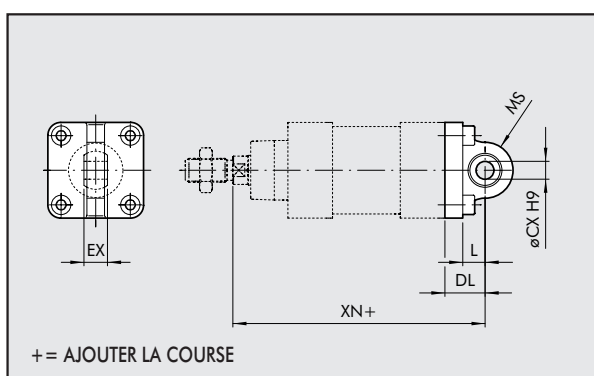 MS
øCX H9
EX
L
DL
XN+
+= AJOUTER LA COURSE